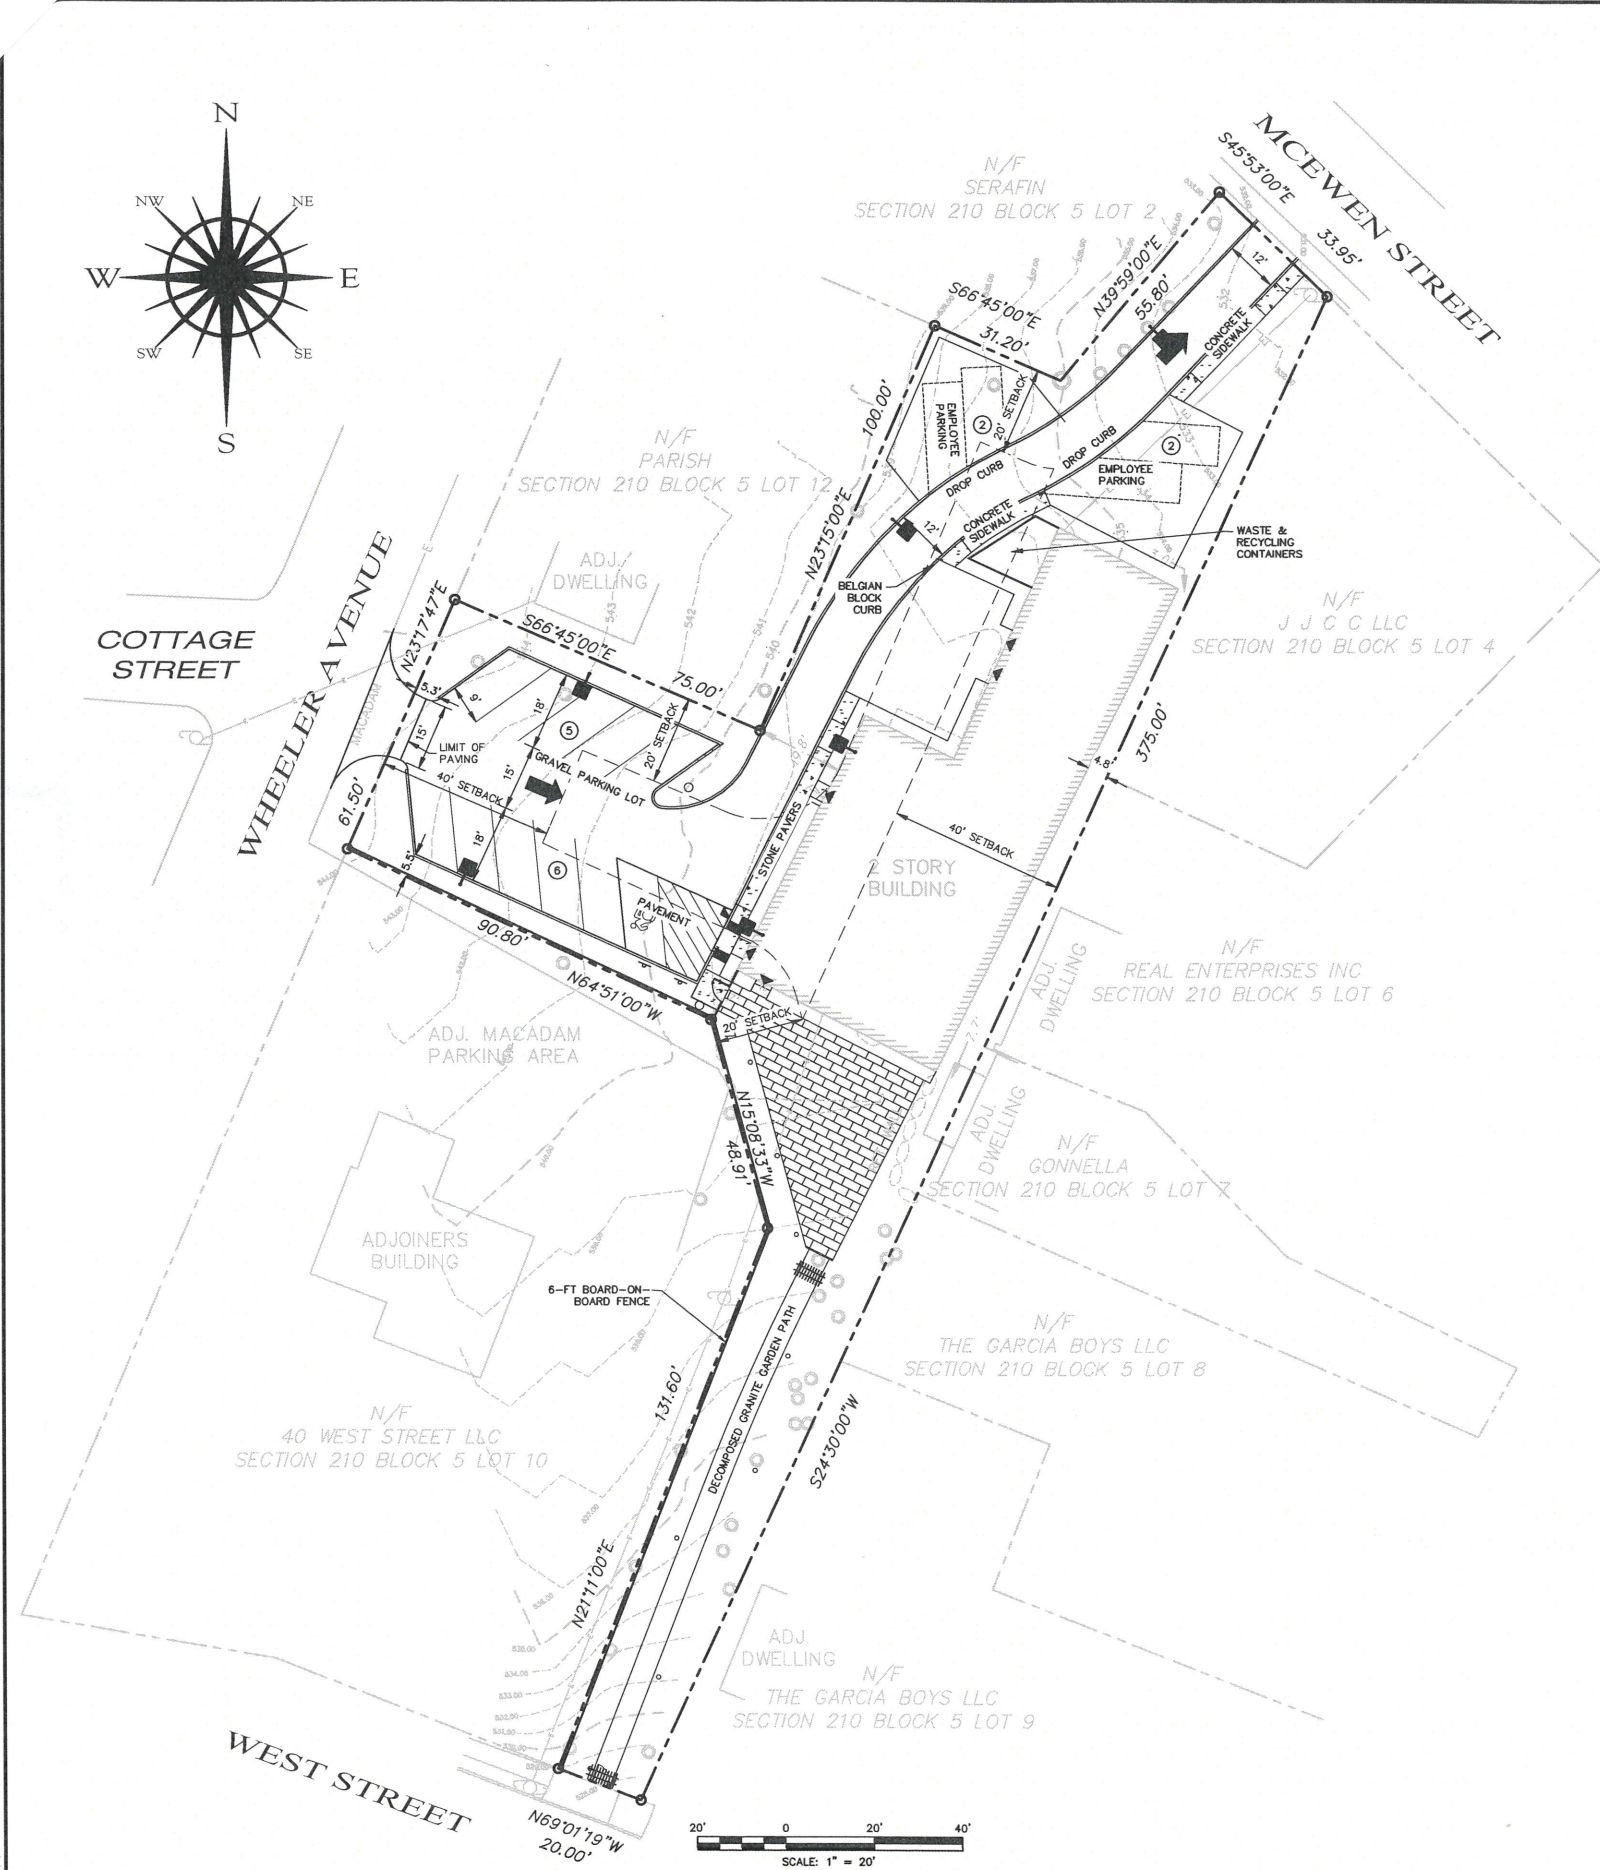 N
NW
NE
W
E
SW
SE
S
MCEWEN STREET
S45°53'00"E
33.95'
N/F
SERAFIN
SECTION 210 BLOCK 5 LOT 2
N39°59'00"E
55.80'
12'
CONCRETE
SIDEWALK
S66°45'00"E
31.20'
20' SETBACK
EMPLOYEE
PARKING
2
DROP CURB
DROP CURB
2
EMPLOYEE
PARKING
100.00'
N23°15'00"E
12'
CONCRETE
SIDEWALK
WASTE &
RECYCLING
CONTAINERS
BELGIAN
BLOCK
CURB
N/F
PARISH
SECTION 210 BLOCK 5 LOT 12
ADJ.
DWELLING
N/F
J J C C LLC
SECTION 210 BLOCK 5 LOT 4
COTTAGE
STREET
WHEELER AVENUE
MACADAM
N23°17'47"E
61.50'
S66°45'00"E
75.00'
5.3'
9'
18'
5
15'
LIMIT OF
PAVING
GRAVEL PARKING LOT
20' SETBACK
15'
40' SETBACK
18'
6
5.5'
PAVEMENT
STONE PAVERS
9.8'
375.00'
4.8'
40' SETBACK
2 STORY
BUILDING
90.80'
N64°51'00"W
20' SETBACK
ADJ. MACADAM
PARKING AREA
N/F
REAL ENTERPRISES INC
SECTION 210 BLOCK 5 LOT 6
ADJ.
DWELLING
7.7'
ADJ.
DWELLING
N/F
GONNELLA
SECTION 210 BLOCK 5 LOT 7
N15°08'33"W
48.91'
ADJOINERS
BUILDING
6-FT BOARD-ON-
BOARD FENCE
N/F
THE GARCIA BOYS LLC
SECTION 210 BLOCK 5 LOT 8
131.60'
DECOMPOSED GRANITE GARDEN PATH
S24°30'00"W
N/F
40 WEST STREET LLC
SECTION 210 BLOCK 5 LOT 10
N21°11'00"E
ADJ.
DWELLING
N/F
THE GARCIA BOYS LLC
SECTION 210 BLOCK 5 LOT 9
WEST STREET
N69°01'19"W
20.00'
20'
0
20'
40'
SCALE: 1" = 20'